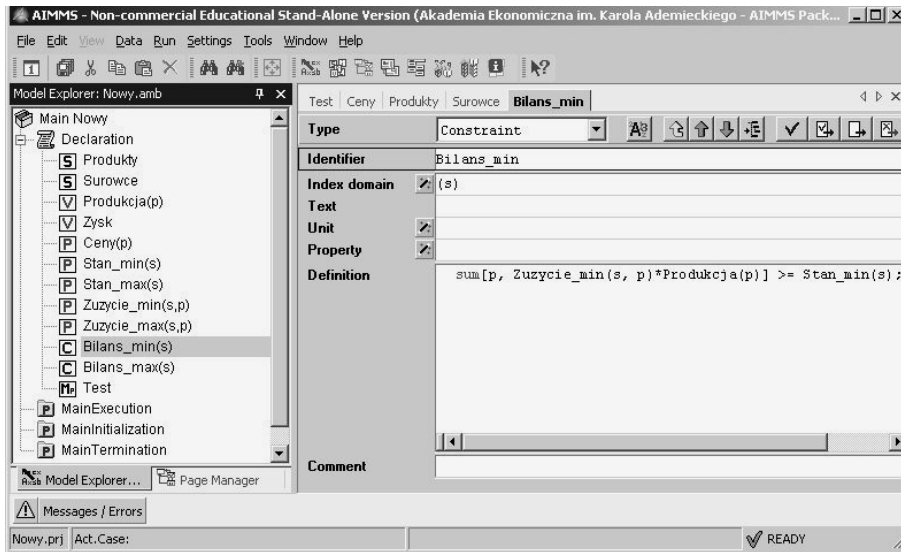 AIMMS - Non-commercial Educational Stand-Alone Version (Akademia Ekonomiczna im. Karola Ademieckiego - AIMMS Pack...
File Edit View Data Run Settings Tools Window Help
Model Explorer: Nowy.amb
Main Nowy
Declaration
S Produkty
S Surowce
V Produkcja(p)
V Zysk
P Ceny(p)
P Stan_min(s)
P Stan_max(s)
P Zuzycie_min(s,p)
P Zuzycie_max(s,p)
C Bilans_min(s)
C Bilans_max(s)
MP Test
P MainExecution
P MainInitialization
P MainTermination
Model Explorer... Page Manager
Test Ceny Produkty Surowce Bilans_min
Type Constraint
Identifier Bilans_min
Index domain (s)
Text
Unit
Property
Definition sum[p, Zuzycie_min(s, p)*Produkcja(p)] >= Stan_min(s);
Comment
Messages / Errors
Nowy.prj Act.Case: READY